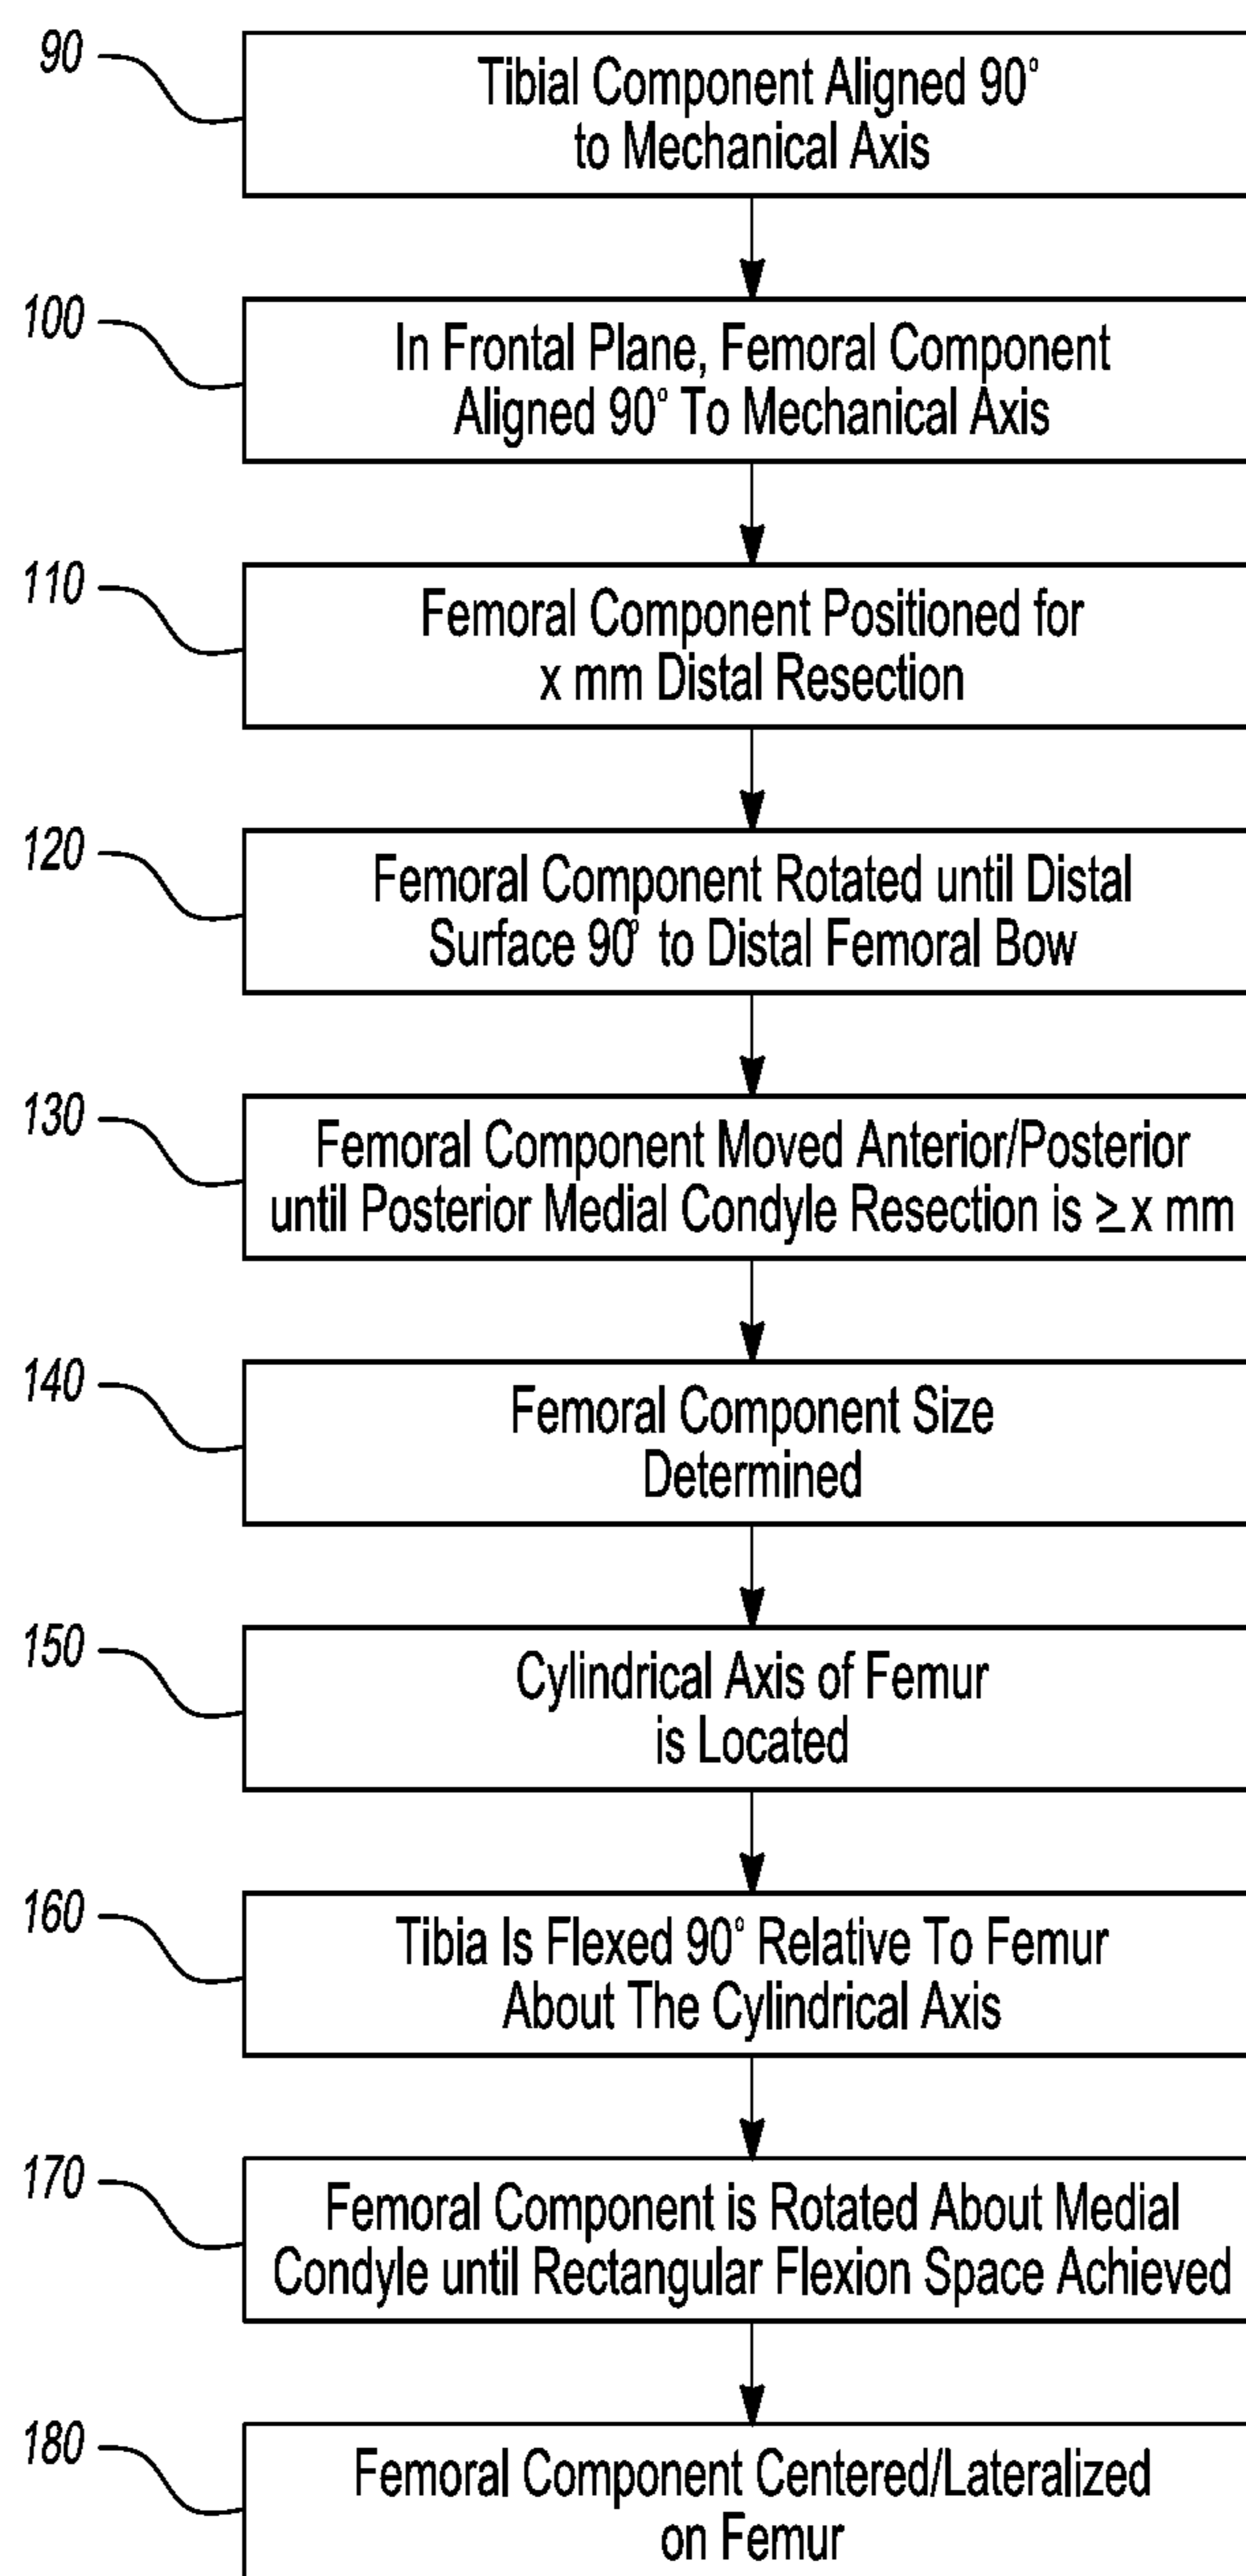 90
Tibial Component Aligned 90°
to Mechanical Axis
100
In Frontal Plane, Femoral Component
Aligned 90° To Mechanical Axis
110
Femoral Component Positioned for
x mm Distal Resection
120
Femoral Component Rotated until Distal
Surface 90° to Distal Femoral Bow
130
Femoral Component Moved Anterior/Posterior
until Posterior Medial Condyle Resection is ≥ x mm
140
Femoral Component Size
Determined
150
Cylindrical Axis of Femur
is Located
160
Tibia Is Flexed 90° Relative To Femur
About The Cylindrical Axis
170
Femoral Component is Rotated About Medial
Condyle until Rectangular Flexion Space Achieved
180
Femoral Component Centered/Lateralized
on Femur